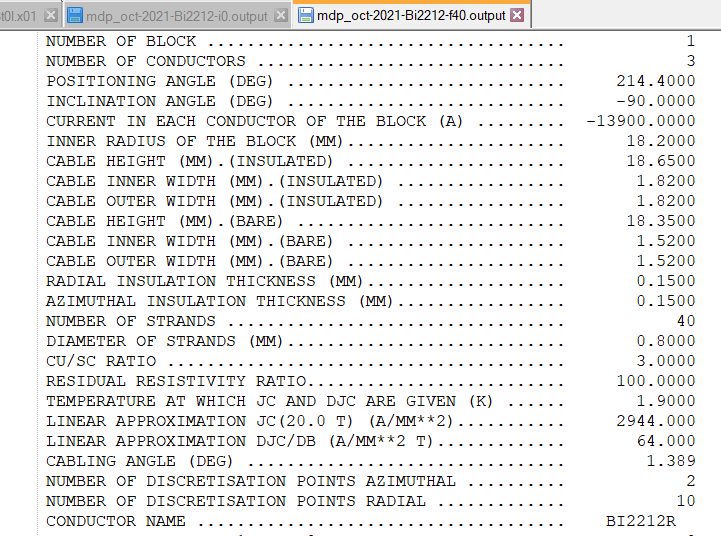 t0l.x01 mdp_oct-2021-Bi2212-i0.output mdp_oct-2021-Bi2212-f40.output
NUMBER OF BLOCK .................................... 1
NUMBER OF CONDUCTORS ............................... 3
POSITIONING ANGLE (DEG) ............................ 214.4000
INCLINATION ANGLE (DEG) ............................ -90.0000
CURRENT IN EACH CONDUCTOR OF THE BLOCK (A) ......... -13900.0000
INNER RADIUS OF THE BLOCK (MM)...................... 18.2000
CABLE HEIGHT (MM).(INSULATED) ...................... 18.6500
CABLE INNER WIDTH (MM).(INSULATED) ................. 1.8200
CABLE OUTER WIDTH (MM).(INSULATED) ................. 1.8200
CABLE HEIGHT (MM).(BARE) ........................... 18.3500
CABLE INNER WIDTH (MM).(BARE) ...................... 1.5200
CABLE OUTER WIDTH (MM).(BARE) ...................... 1.5200
RADIAL INSULATION THICKNESS (MM).................... 0.1500
AZIMUTHAL INSULATION THICKNESS (MM)................. 0.1500
NUMBER OF STRANDS .................................. 40
DIAMETER OF STRANDS (MM)............................ 0.8000
CU/SC RATIO ........................................ 3.0000
RESIDUAL RESISTIVITY RATIO.......................... 100.0000
TEMPERATURE AT WHICH JC AND DJC ARE GIVEN (K) ...... 1.9000
LINEAR APPROXIMATION JC(20.0 T) (A/MM**2)........... 2944.000
LINEAR APPROXIMATION DJC/DB (A/MM**2 T)............. 64.000
CABLING ANGLE (DEG) ................................ 1.389
NUMBER OF DISCRETISATION POINTS AZIMUTHAL .......... 2
NUMBER OF DISCRETISATION POINTS RADIAL ............. 10
CONDUCTOR NAME ..................................... BI2212R